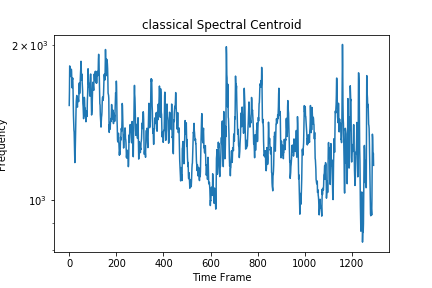 classical Spectral Centroid
2 × 10³
10³
Frequency
0 200 400 600 800 1000 1200
Time Frame